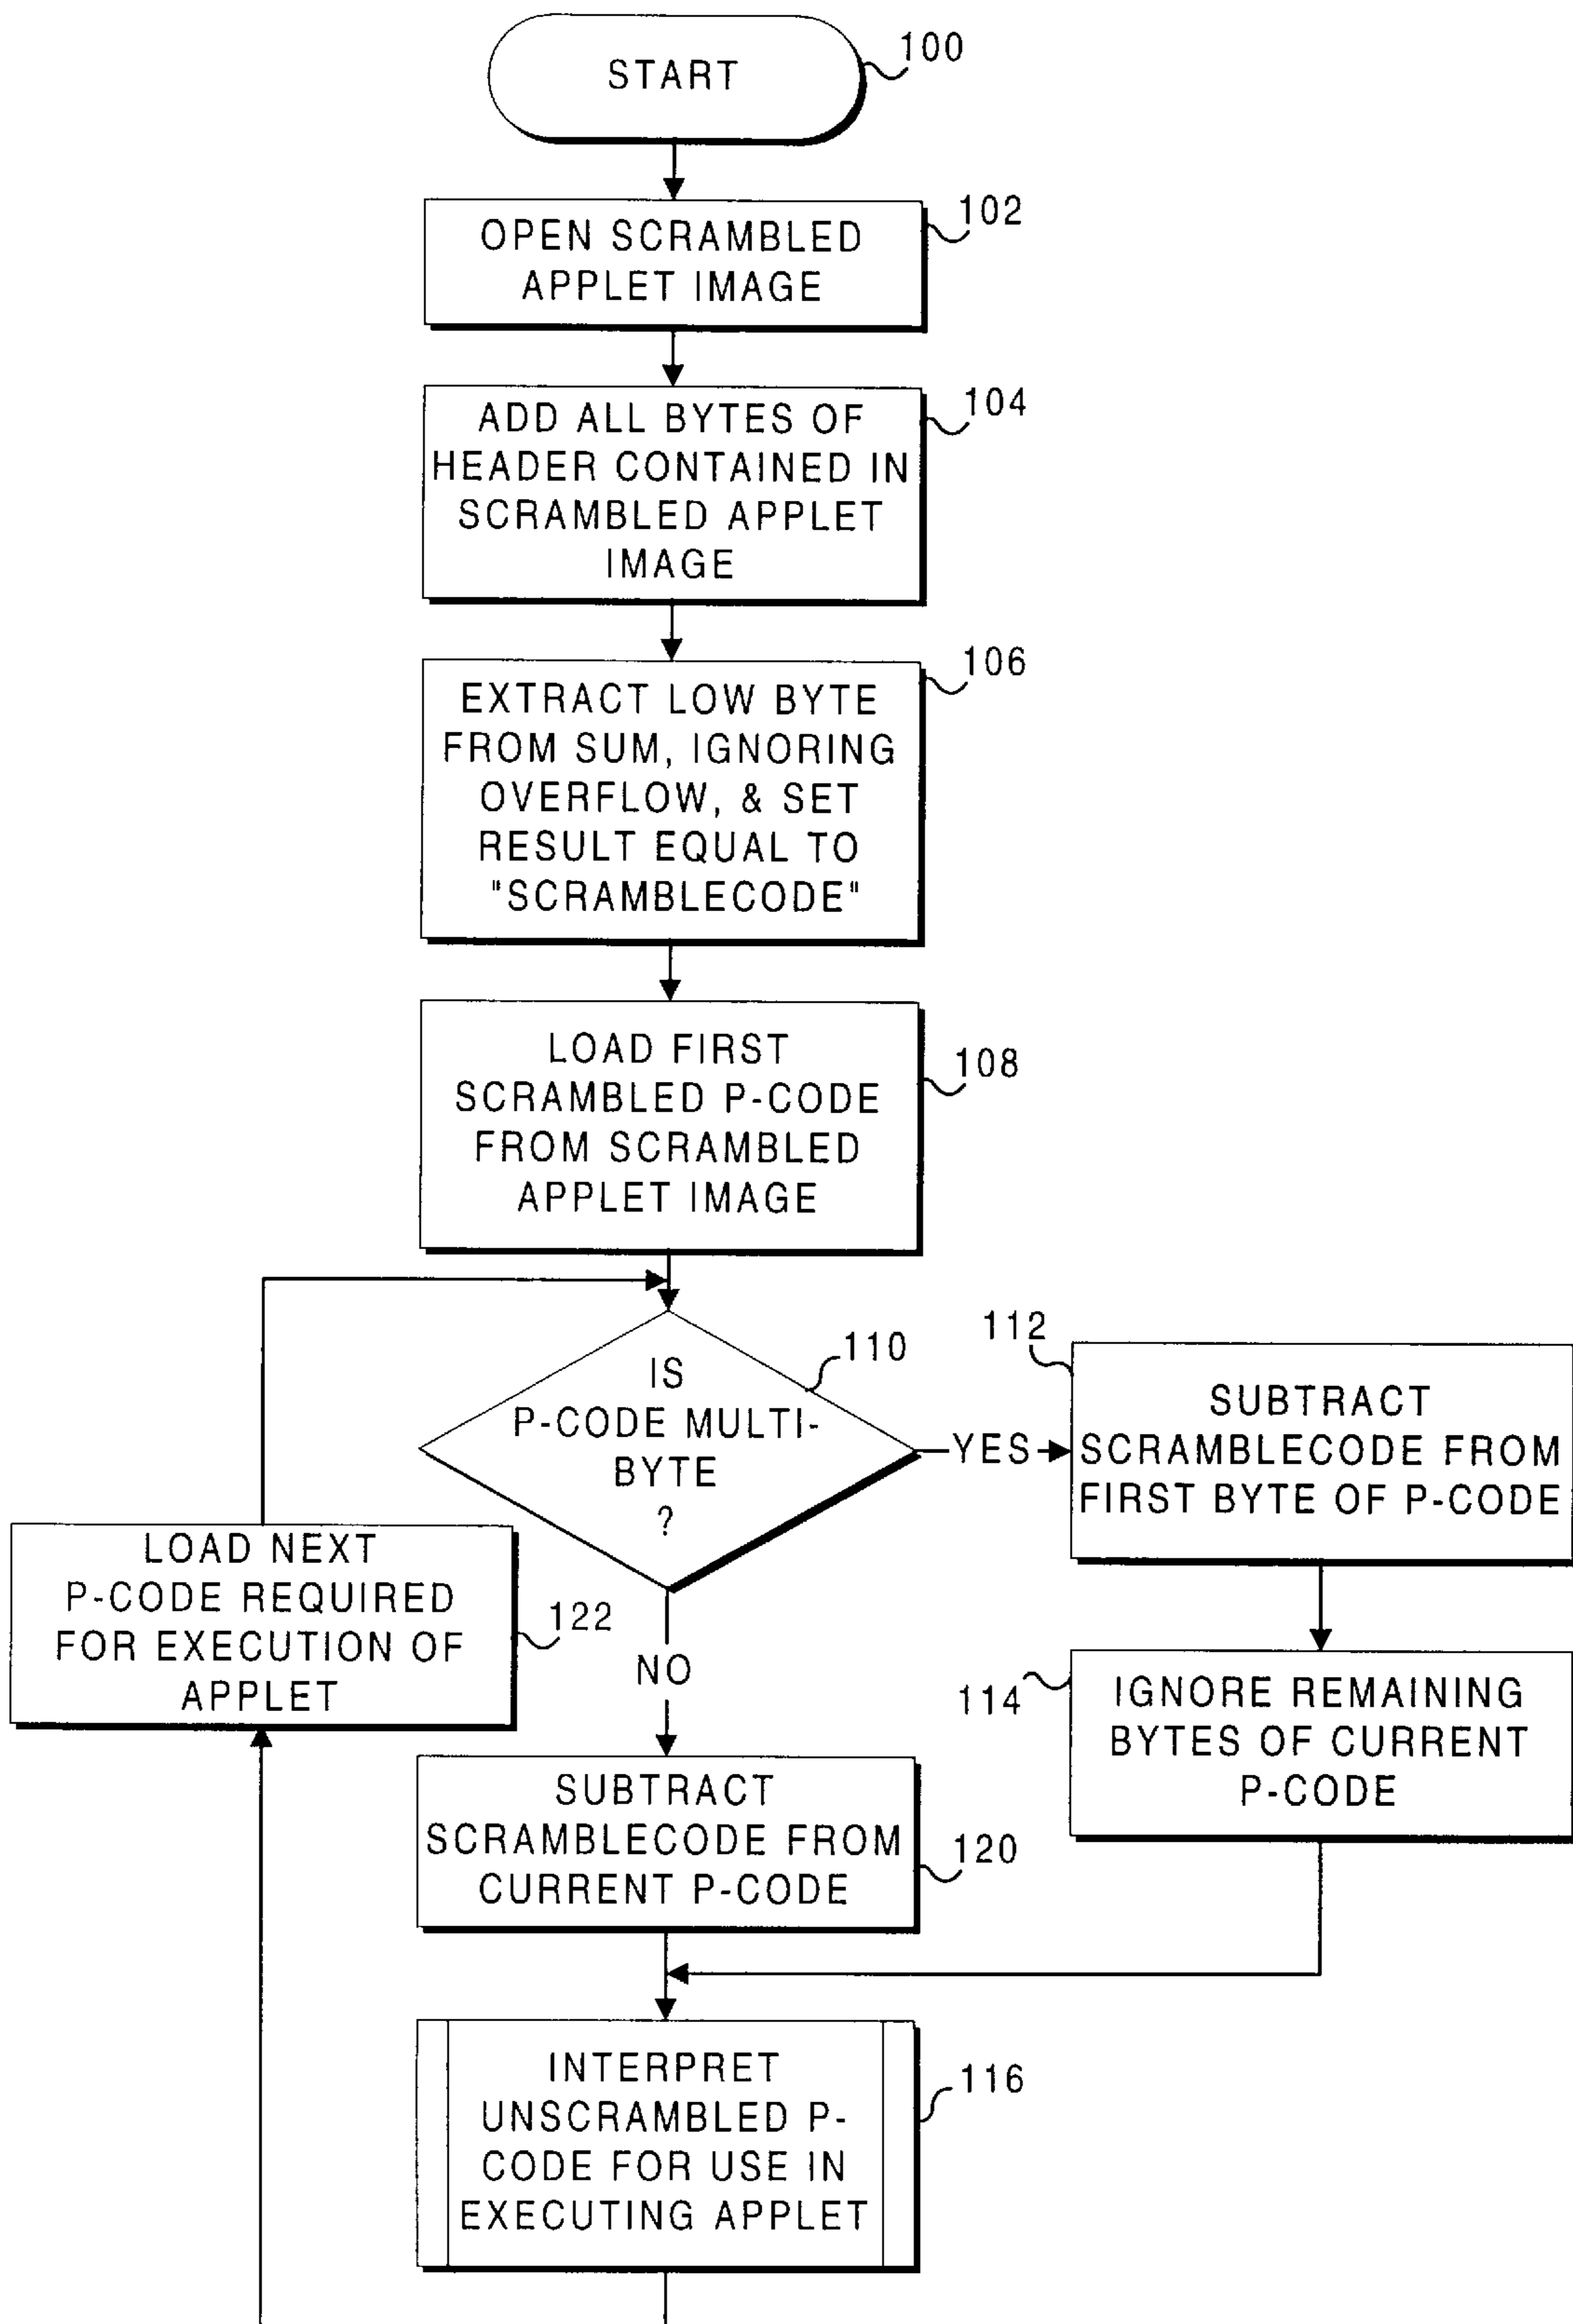 START
100
OPEN SCRAMBLED
APPLET IMAGE
102
ADD ALL BYTES OF
HEADER CONTAINED IN
SCRAMBLED APPLET
IMAGE
104
EXTRACT LOW BYTE
FROM SUM, IGNORING
OVERFLOW, & SET
RESULT EQUAL TO
"SCRAMBLECODE"
106
LOAD FIRST
SCRAMBLED P-CODE
FROM SCRAMBLED
APPLET IMAGE
108
IS
P-CODE MULTI-
BYTE
?
110
YES
112
SUBTRACT
SCRAMBLECODE FROM
FIRST BYTE OF P-CODE
114
IGNORE REMAINING
BYTES OF CURRENT
P-CODE
LOAD NEXT
P-CODE REQUIRED
FOR EXECUTION OF
APPLET
122
NO
SUBTRACT
SCRAMBLECODE FROM
CURRENT P-CODE
120
INTERPRET
UNSCRAMBLED P-
CODE FOR USE IN
EXECUTING APPLET
116